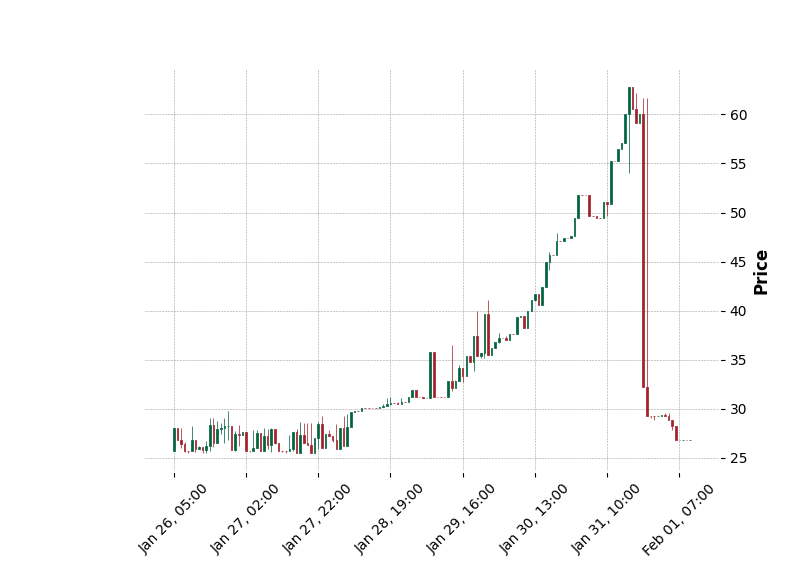 60
55
50
45
40
35
30
25
Price
Jan 26, 05:00
Jan 27, 02:00
Jan 27, 22:00
Jan 28, 19:00
Jan 29, 16:00
Jan 30, 13:00
Jan 31, 10:00
Feb 01, 07:00